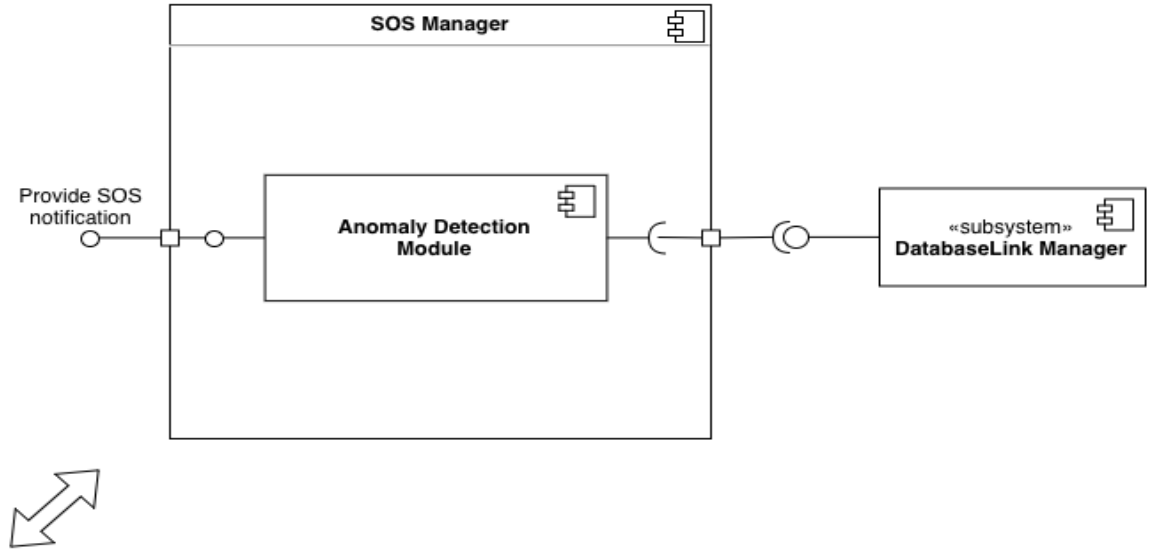 SOS Manager
Provide SOS
notification
Anomaly Detection
Module
«subsystem»
DatabaseLink Manager